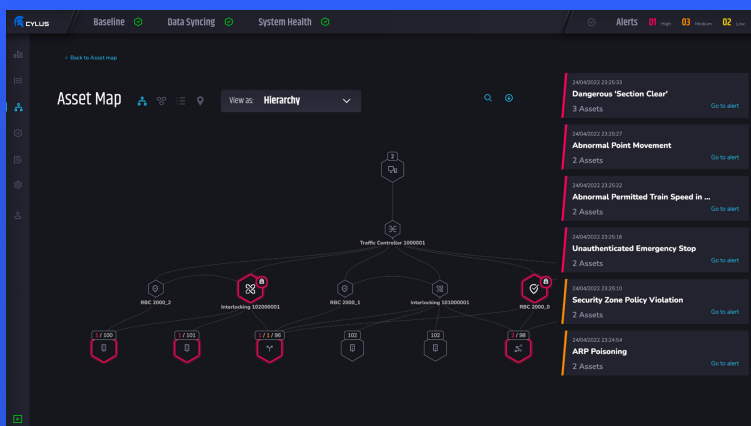 CYLUS
Baseline
Data Syncing
System Health
Alerts
01 High
03 Medium
02 Low
< Back to Asset map
Asset Map
View as: Hierarchy
2
Traffic Controller 1000001
8
8
RBC 2000_2
Interlocking 102000001
RBC 2000_1
Interlocking 101000001
RBC 2000_0
1 / 100
1 / 101
1 / 1 / 96
102
102
2 / 98
24/04/2022 23:25:33
Dangerous 'Section Clear'
3 Assets
Go to alert
24/04/2022 23:25:27
Abnormal Point Movement
2 Assets
Go to alert
24/04/2022 23:25:22
Abnormal Permitted Train Speed in ...
2 Assets
Go to alert
24/04/2022 23:25:16
Unauthenticated Emergency Stop
2 Assets
Go to alert
24/04/2022 23:25:10
Security Zone Policy Violation
2 Assets
Go to alert
24/04/2022 23:24:54
ARP Poisoning
2 Assets
Go to alert